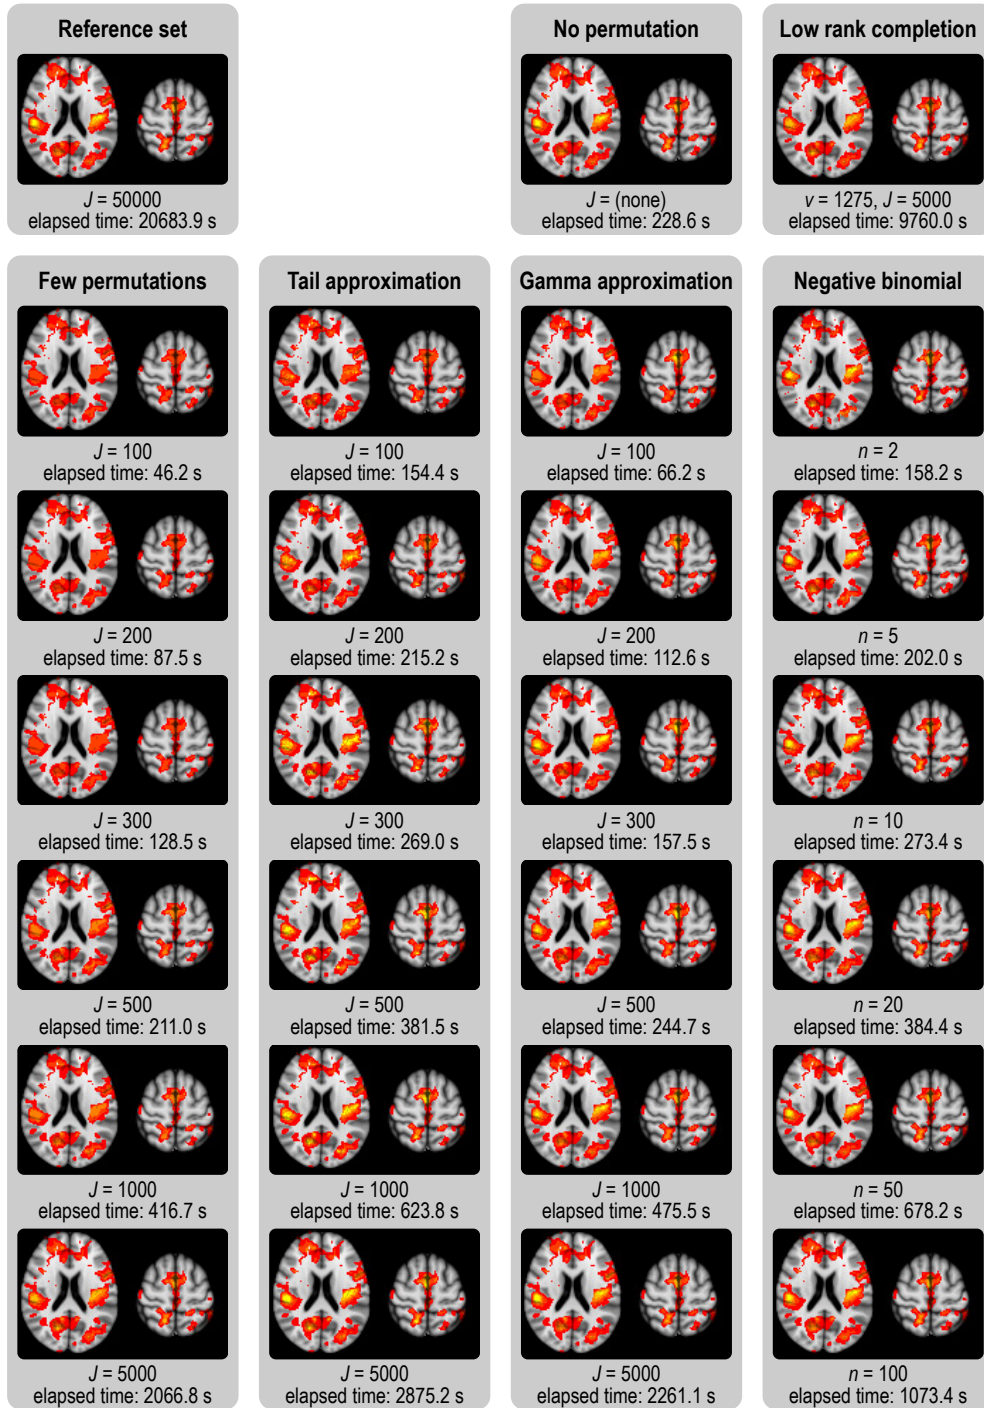 Reference set
J = 50000
elapsed time: 20683.9 s
No permutation
J = (none)
elapsed time: 228.6 s
Low rank completion
v = 1275, J = 5000
elapsed time: 9760.0 s
Few permutations
J = 100
elapsed time: 46.2 s
J = 200
elapsed time: 87.5 s
J = 300
elapsed time: 128.5 s
J = 500
elapsed time: 211.0 s
J = 1000
elapsed time: 416.7 s
J = 5000
elapsed time: 2066.8 s
Tail approximation
J = 100
elapsed time: 154.4 s
J = 200
elapsed time: 215.2 s
J = 300
elapsed time: 269.0 s
J = 500
elapsed time: 381.5 s
J = 1000
elapsed time: 623.8 s
J = 5000
elapsed time: 2875.2 s
Gamma approximation
J = 100
elapsed time: 66.2 s
J = 200
elapsed time: 112.6 s
J = 300
elapsed time: 157.5 s
J = 500
elapsed time: 244.7 s
J = 1000
elapsed time: 475.5 s
J = 5000
elapsed time: 2261.1 s
Negative binomial
n = 2
elapsed time: 158.2 s
n = 5
elapsed time: 202.0 s
n = 10
elapsed time: 273.4 s
n = 20
elapsed time: 384.4 s
n = 50
elapsed time: 678.2 s
n = 100
elapsed time: 1073.4 s